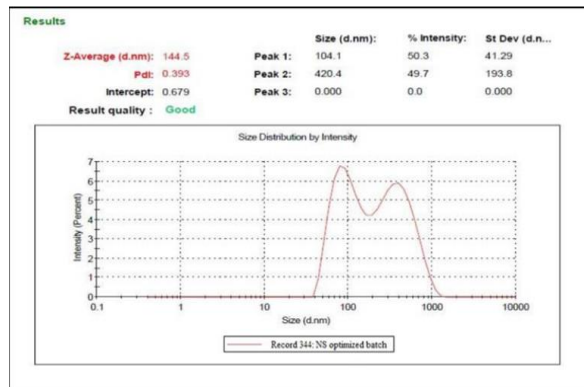 Results
Size (d.nm): % Intensity: St Dev (d.n...
Z-Average (d.nm): 144.5 Peak 1: 104.1 50.3 41.29
PdI: 0.393 Peak 2: 420.4 49.7 193.8
Intercept: 0.679 Peak 3: 0.000 0.0 0.000
Result quality : Good
Size Distribution by Intensity
Intensity (Percent)
7
6
5
4
3
2
1
0
0.1 1 10 100 1000 10000
Size (d.nm)
Record 344: NS optimized batch